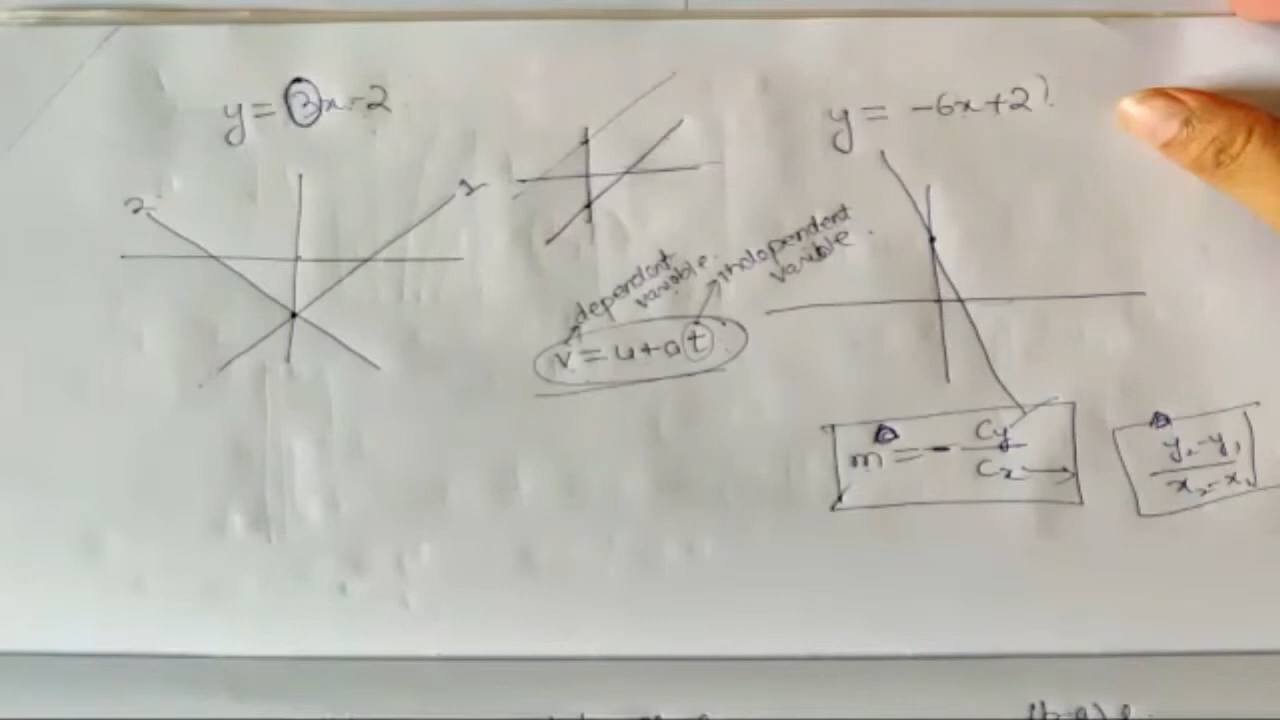 y = 3x - 2
y = -6x + 2
2
1
dependent variable
independent variable
v = u + at
m = - Cy / Cx
y₂ - y₁ / x₂ - x₁